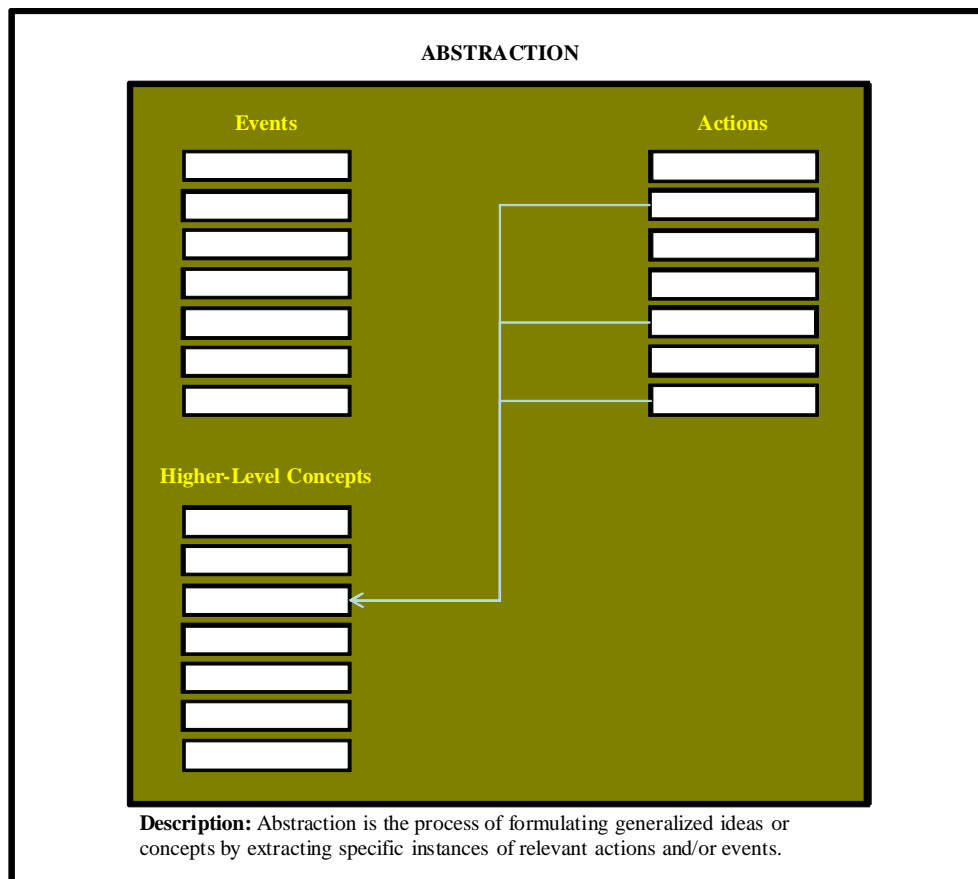 ABSTRACTION
Events
Actions
Higher-Level Concepts
Description: Abstraction is the process of formulating generalized ideas or
concepts by extracting specific instances of relevant actions and/or events.